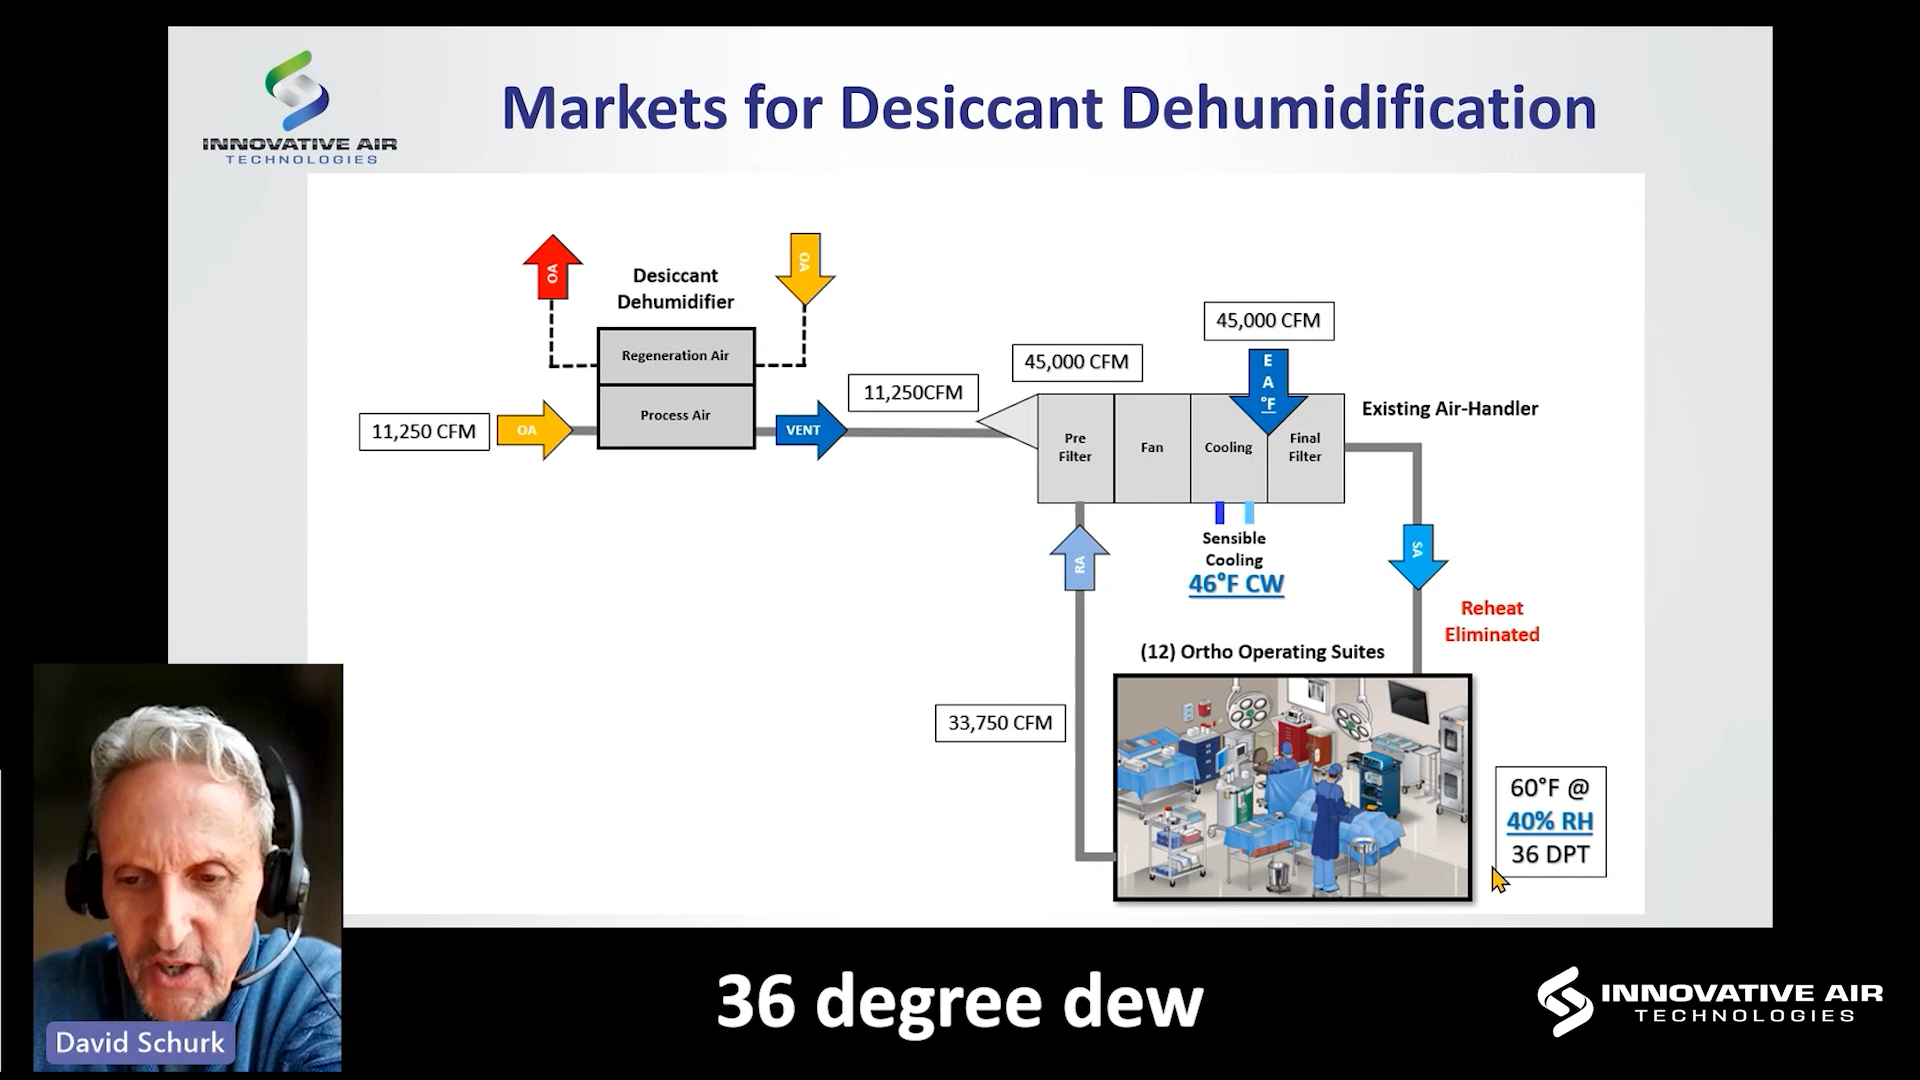 INNOVATIVE AIR
TECHNOLOGIES
Markets for Desiccant Dehumidification
OA
Desiccant
Dehumidifier
OA
Regeneration Air
Process Air
11,250 CFM
OA
VENT
11,250CFM
45,000 CFM
45,000 CFM
E
A
°F
Existing Air-Handler
Pre
Filter
Fan
Cooling
Final
Filter
Sensible
Cooling
46°F CW
RA
SA
Reheat
Eliminated
(12) Ortho Operating Suites
33,750 CFM
60°F @
40% RH
36 DPT
David Schurk
36 degree dew
INNOVATIVE AIR
TECHNOLOGIES